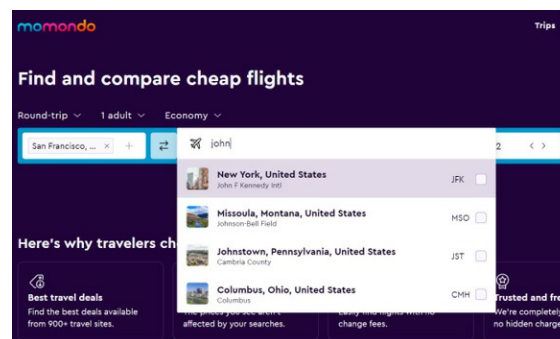 momondo
Trips
Find and compare cheap flights
Round-trip
1 adult
Economy
San Francisco, ...
john
2
New York, United States
John F Kennedy Intl
JFK
Missoula, Montana, United States
Johnson-Bell Field
MSO
Johnstown, Pennsylvania, United States
Cambria County
JST
Columbus, Ohio, United States
Columbus
CMH
Here's why travelers ch
Best travel deals
Find the best deals available
from 900+ travel sites.
The prices you see aren't
affected by your searches.
Easily find flights with no
change fees.
Trusted and fre
We're completely
no hidden charge